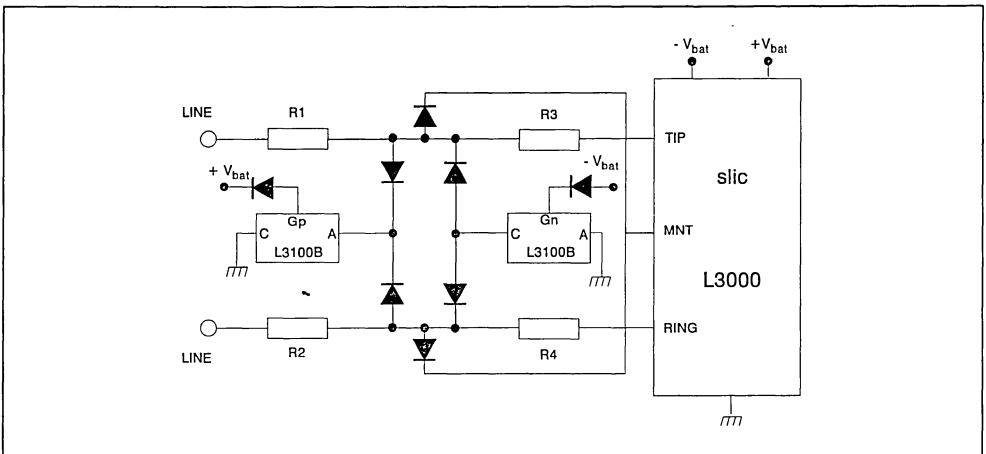 - Vbat +Vbat
LINE R1 R3 TIP
+ Vbat - Vbat slic
Gp Gn
C A C A MNT
L3100B L3100B
L3000
RING
LINE R2 R4